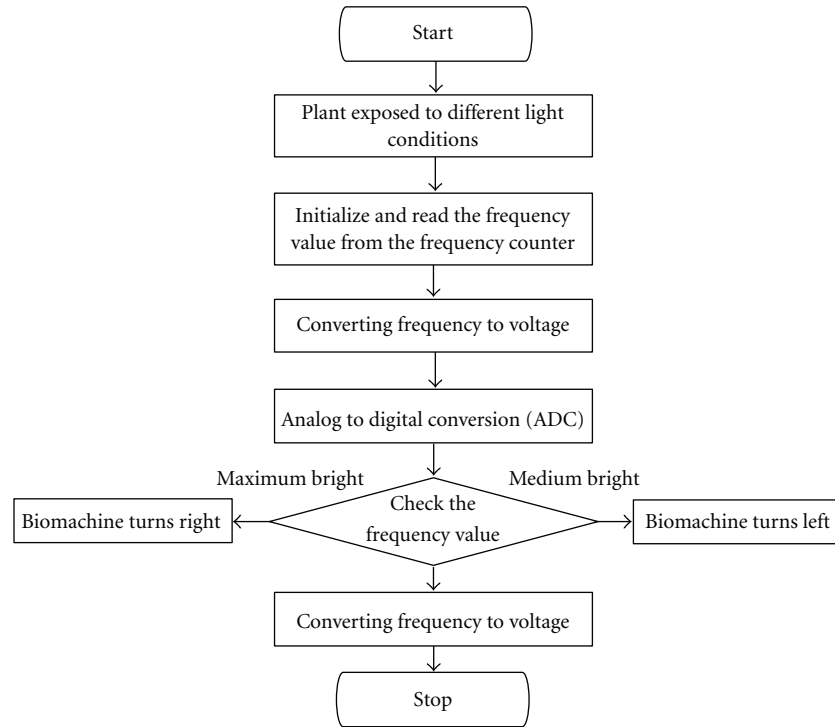 Start
Plant exposed to different light
conditions
Initialize and read the frequency
value from the frequency counter
Converting frequency to voltage
Analog to digital conversion (ADC)
Maximum bright
Medium bright
Biomachine turns right
Check the
frequency value
Biomachine turns left
Converting frequency to voltage
Stop